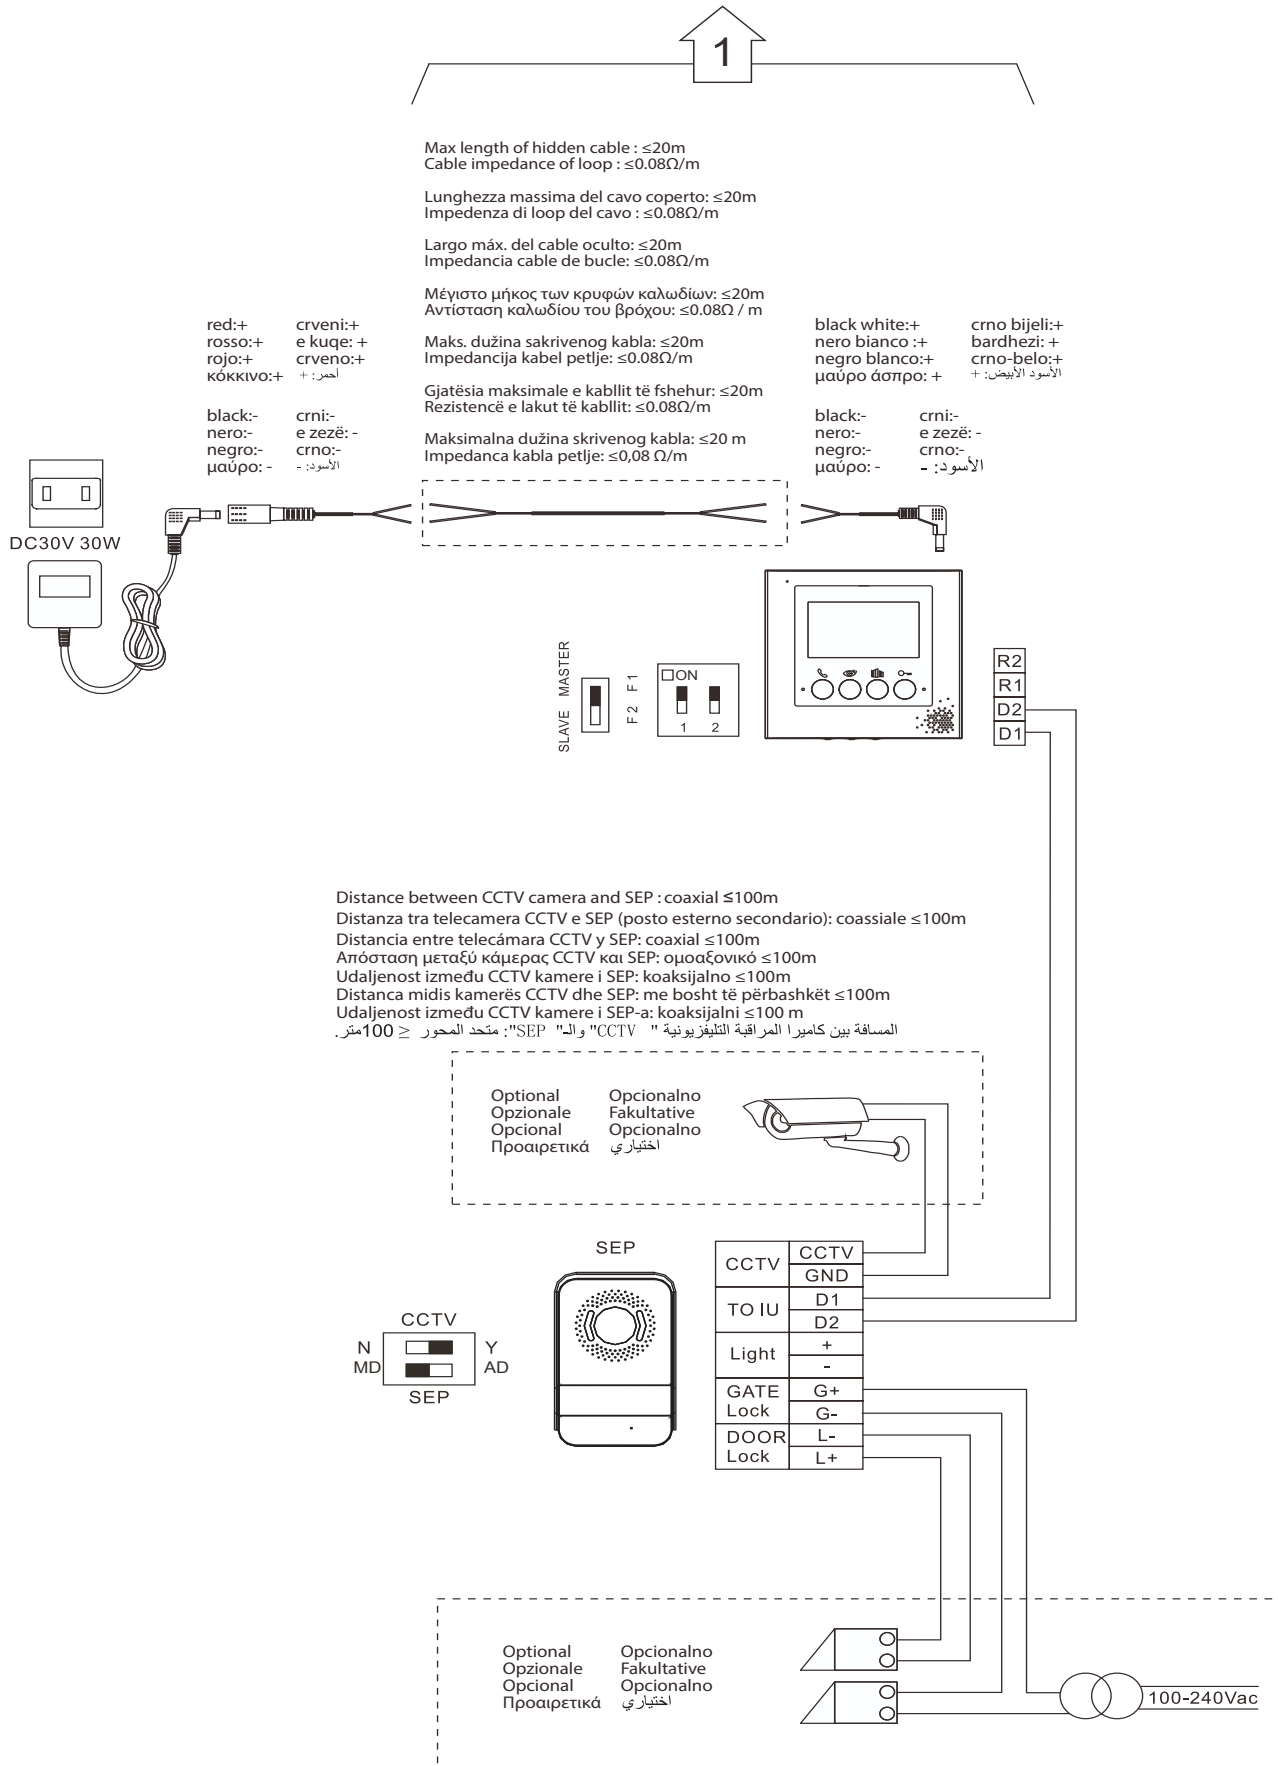 1
Max length of hidden cable : ≤20m
Cable impedance of loop : ≤0.08Ω/m
Lunghezza massima del cavo coperto: ≤20m
Impedenza di loop del cavo : ≤0.08Ω/m
Largo máx. del cable oculto: ≤20m
Impedancia cable de bucle: ≤0.08Ω/m
Μέγιστο μήκος των κρυφών καλωδίων: ≤20m
Αντίσταση καλωδίου του βρόχου: ≤0.08Ω / m
Maks. dužina sakrivenog kabla: ≤20m
Impedancija kabel petlje: ≤0.08Ω/m
Gjatësia maksimale e kabllit të fshehur: ≤20m
Rezistencë e lakut të kabllit: ≤0.08Ω/m
Maksimalna dužina skrivenog kabla: ≤20 m
Impedanca kabla petlje: ≤0,08 Ω/m
red:+
rosso:+
rojo:+
κόκκινο:+
crveni:+
e kuqe: +
crveno:+
أحمر: +
black:-
nero:-
negro:-
μαύρο: -
crni:-
e zezë: -
crno:-
الأسود: -
black white:+
nero bianco :+
negro blanco:+
μαύρο άσπρο: +
crno bijeli:+
bardhezi: +
crno-belo:+
الأسود الأبيض: +
black:-
nero:-
negro:-
μαύρο: -
crni:-
e zezë: -
crno:-
الأسود: -
DC30V 30W
SLAVE MASTER
F2 F1
ON
1 2
R2
R1
D2
D1
Distance between CCTV camera and SEP : coaxial ≤100m
Distanza tra telecamera CCTV e SEP (posto esterno secondario): coassiale ≤100m
Distancia entre telecámara CCTV y SEP: coaxial ≤100m
Απόσταση μεταξύ κάμερας CCTV και SEP: ομοαξονικό ≤100m
Udaljenost između CCTV kamere i SEP: koaksijalno ≤100m
Distanca midis kamerës CCTV dhe SEP: me bosht të përbashkët ≤100m
Udaljenost između CCTV kamere i SEP-a: koaksijalni ≤100 m
المسافة بين كاميرا المراقبة التليفزيونية " CCTV" والـ" SEP": متحد المحور ≤ 100متر.
Optional
Opzionale
Opcional
Προαιρετικά
Opcionalno
Fakultative
Opcionalno
اختياري
SEP
CCTV
N Y
MD AD
SEP
CCTV
CCTV
GND
TO IU
D1
D2
Light
+
-
GATE Lock
G+
G-
DOOR Lock
L-
L+
Optional
Opzionale
Opcional
Προαιρετικά
Opcionalno
Fakultative
Opcionalno
اختياري
100-240Vac